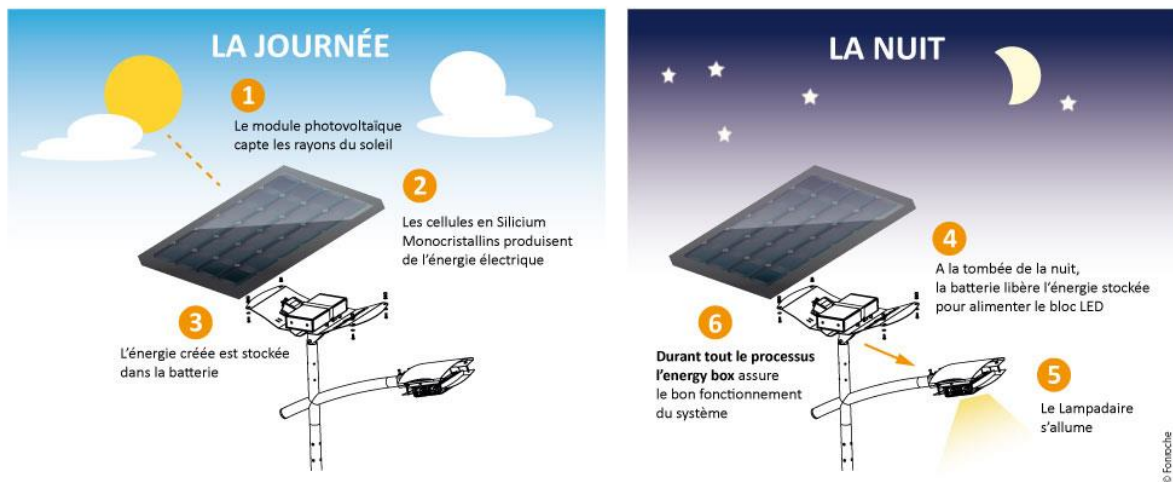 LA JOURNÉE
1
Le module photovoltaïque
capte les rayons du soleil
2
Les cellules en Silicium
Monocristallins produisent
de l'énergie électrique
3
L'énergie créée est stockée
dans la batterie
LA NUIT
4
A la tombée de la nuit,
la batterie libère l'énergie stockée
pour alimenter le bloc LED
5
Le Lampadaire
s'allume
6
Durant tout le processus
l'energy box assure
le bon fonctionnement
du système
© Fonroche